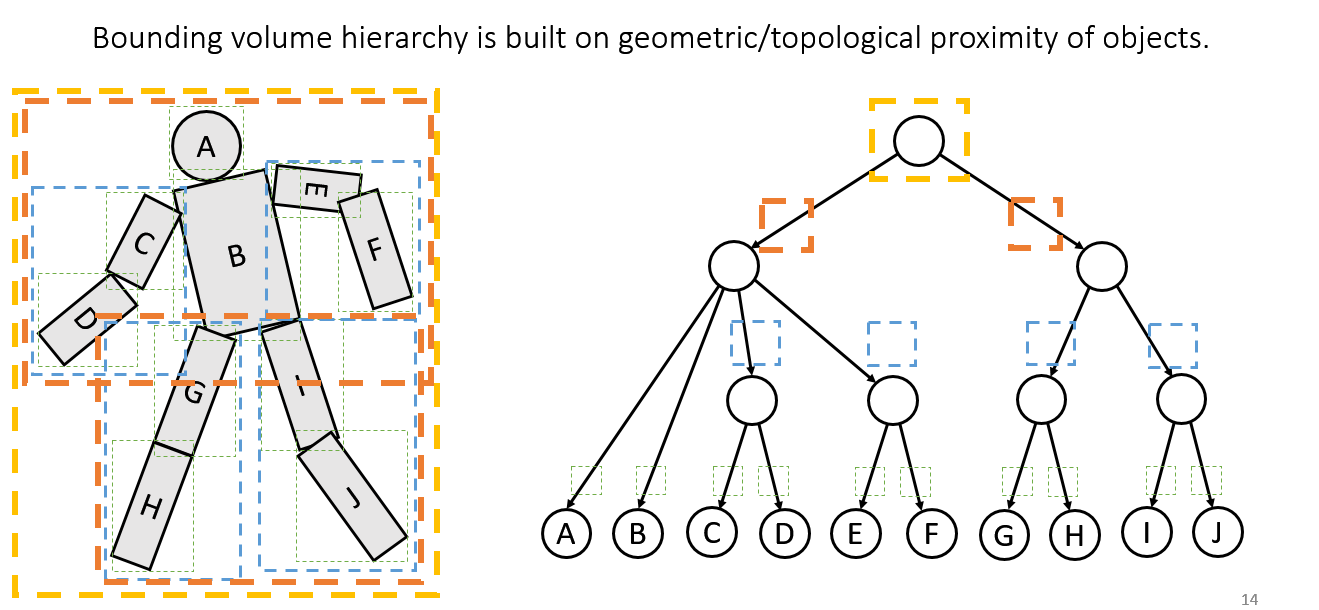 Bounding volume hierarchy is built on geometric/topological proximity of objects.
A
E
C
B
F
D
G
I
H
J
A B C D E F G H I J
14